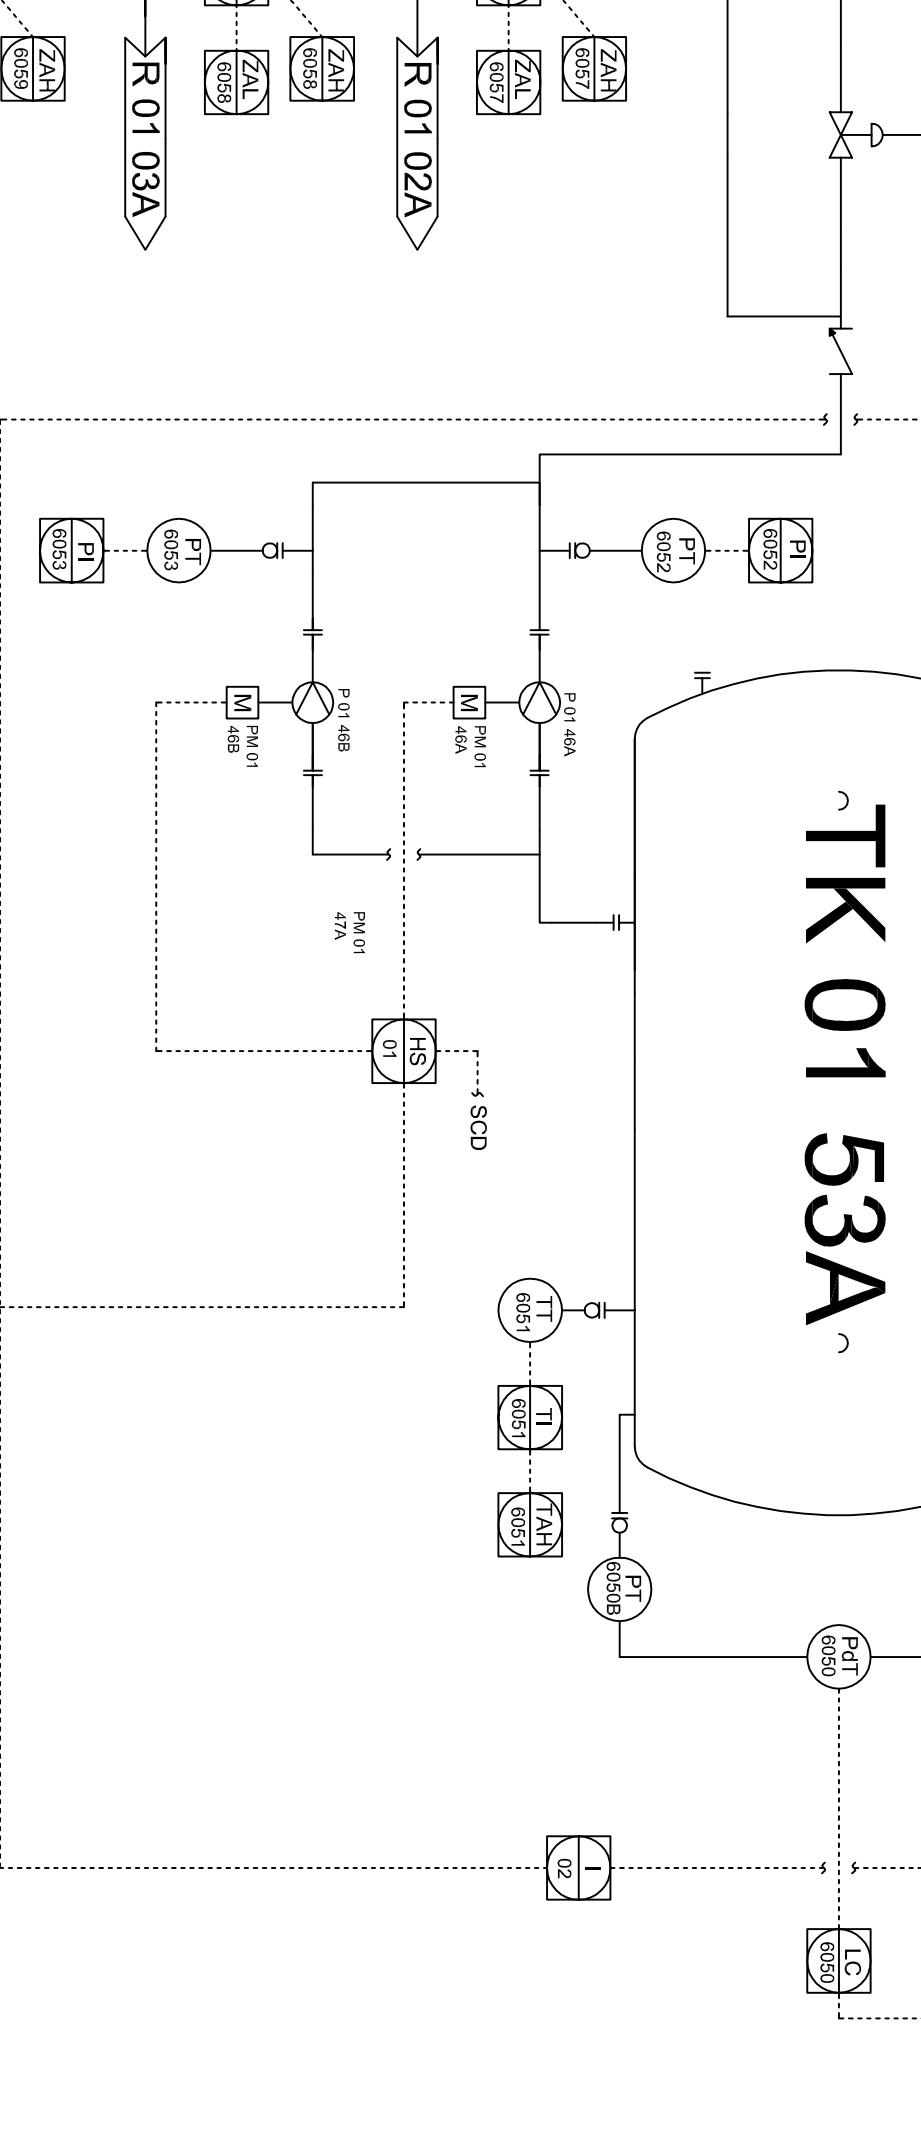 ZAH
6059
R 01 03A
ZAL
6058
ZAH
6058
R 01 02A
ZAL
6057
ZAH
6057
PI
6053
PT
6053
PT
6052
PI
6052
P 01 46B
M
PM 01
46B
P 01 46A
M
PM 01
46A
TK 01 53A
PM 01
47A
HS
01
SCD
TT
6051
TI
6051
TAH
6051
PT
6050B
PdT
6050
I
02
LC
6050